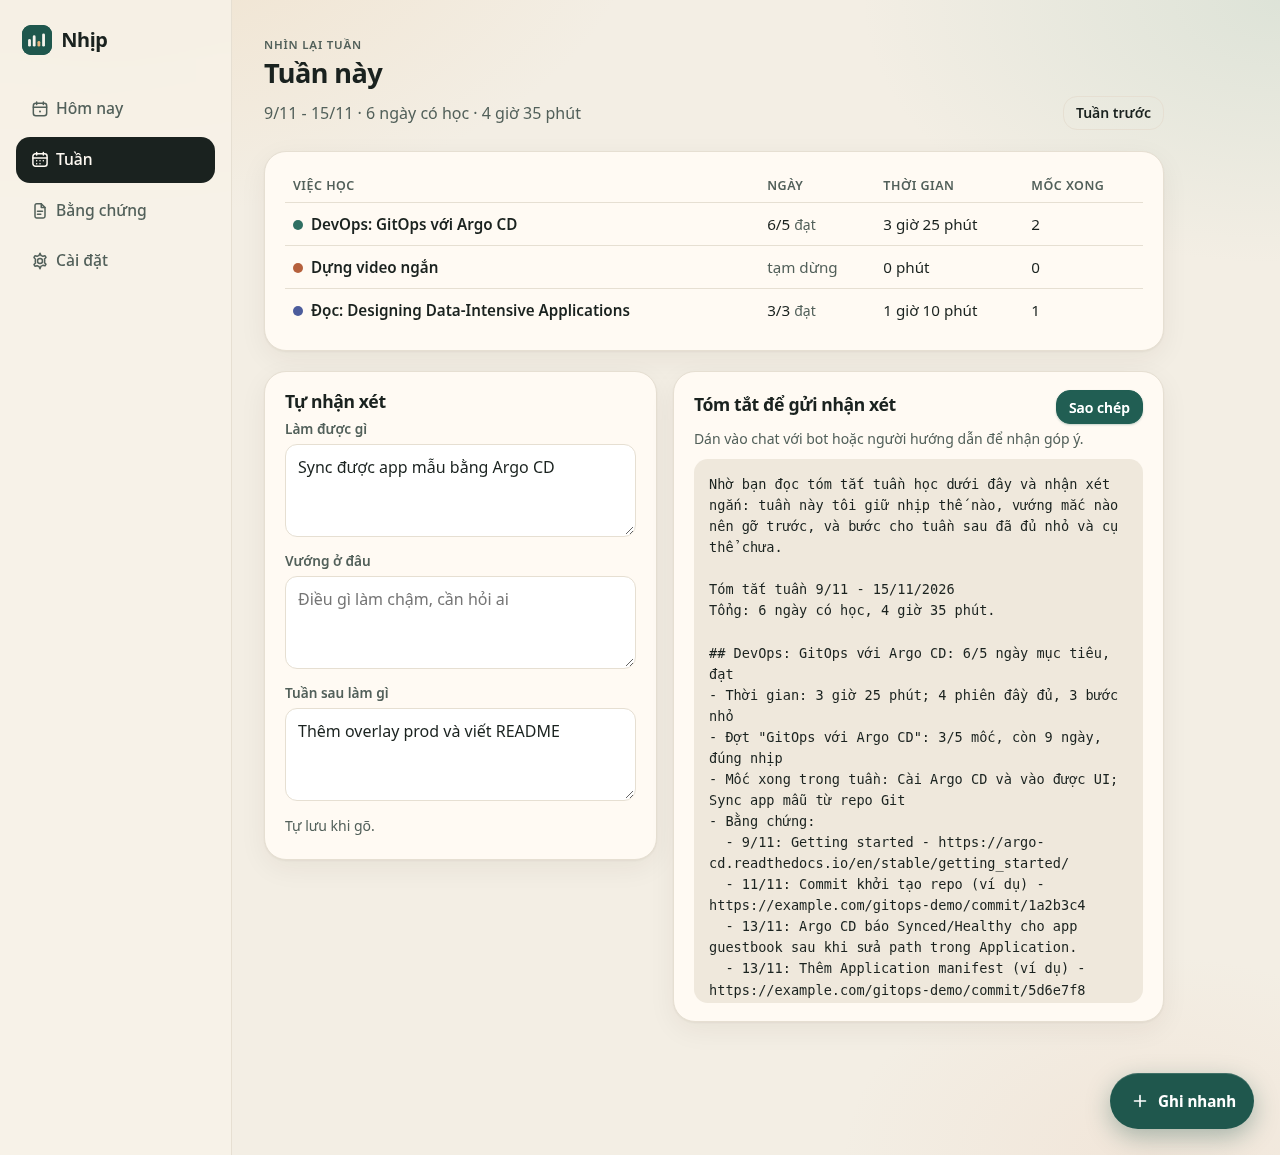 Nhịp
Hôm nay
Tuần
Bằng chứng
Cài đặt
NHÌN LẠI TUẦN
Tuần này
9/11 - 15/11 · 6 ngày có học · 4 giờ 35 phút
Tuần trước
VIỆC HỌC NGÀY THỜI GIAN MỐC XONG
DevOps: GitOps với Argo CD 6/5 đạt 3 giờ 25 phút 2
Dựng video ngắn tạm dừng 0 phút 0
Đọc: Designing Data-Intensive Applications 3/3 đạt 1 giờ 10 phút 1
Tự nhận xét
Làm được gì
Sync được app mẫu bằng Argo CD
Vướng ở đâu
Điều gì làm chậm, cần hỏi ai
Tuần sau làm gì
Thêm overlay prod và viết README
Tự lưu khi gõ.
Tóm tắt để gửi nhận xét
Sao chép
Dán vào chat với bot hoặc người hướng dẫn để nhận góp ý.
Nhờ bạn đọc tóm tắt tuần học dưới đây và nhận xét
ngắn: tuần này tôi giữ nhịp thế nào, vướng mắc nào
nên gỡ trước, và bước cho tuần sau đã đủ nhỏ và cụ
thể chưa.
Tóm tắt tuần 9/11 - 15/11/2026
Tổng: 6 ngày có học, 4 giờ 35 phút.
## DevOps: GitOps với Argo CD: 6/5 ngày mục tiêu,
đạt
- Thời gian: 3 giờ 25 phút; 4 phiên đầy đủ, 3 bước
nhỏ
- Đợt "GitOps với Argo CD": 3/5 mốc, còn 9 ngày,
đúng nhịp
- Mốc xong trong tuần: Cài Argo CD và vào được UI;
Sync app mẫu từ repo Git
- Bằng chứng:
- 9/11: Getting started - https://argo-
cd.readthedocs.io/en/stable/getting_started/
- 11/11: Commit khởi tạo repo (ví dụ) -
https://example.com/gitops-demo/commit/1a2b3c4
- 13/11: Argo CD báo Synced/Healthy cho app
guestbook sau khi sửa path trong Application.
- 13/11: Thêm Application manifest (ví dụ) -
https://example.com/gitops-demo/commit/5d6e7f8
Ghi nhanh